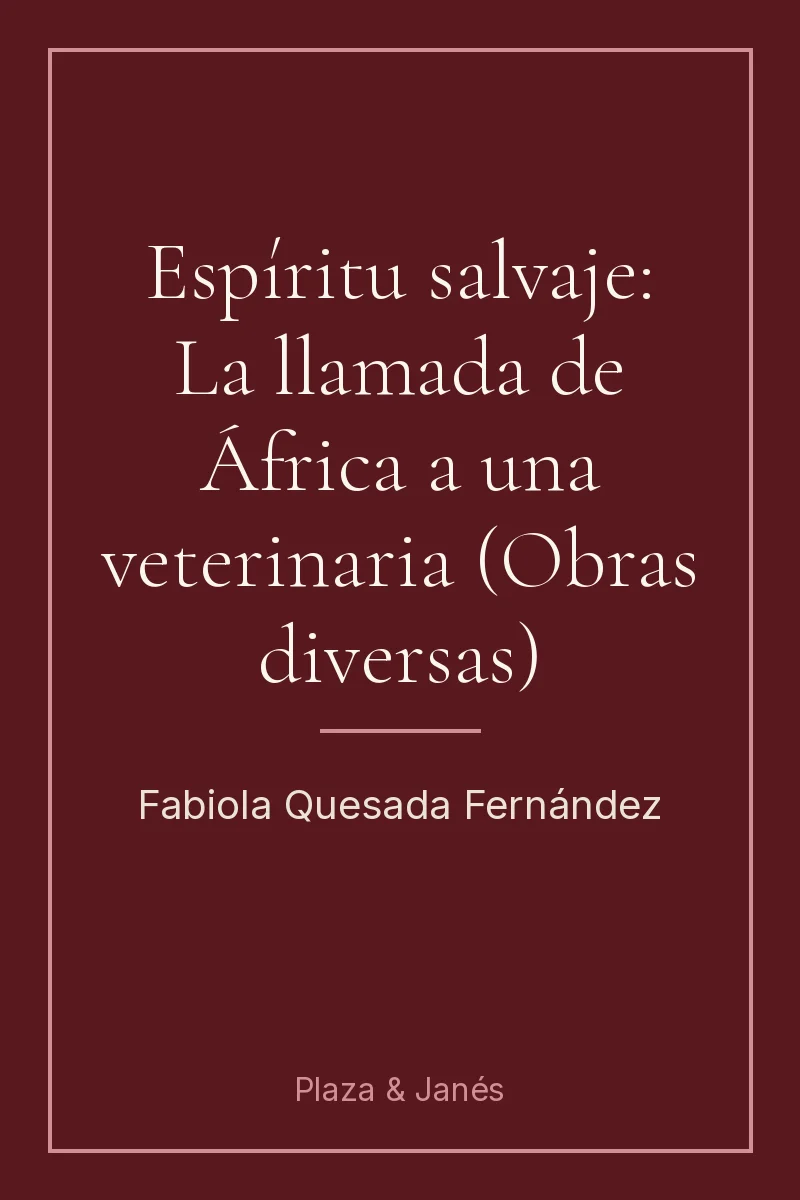 Espíritu salvaje:
La llamada de
África a una
veterinaria (Obras
diversas)
Fabiola Quesada Fernández
Plaza & Janés